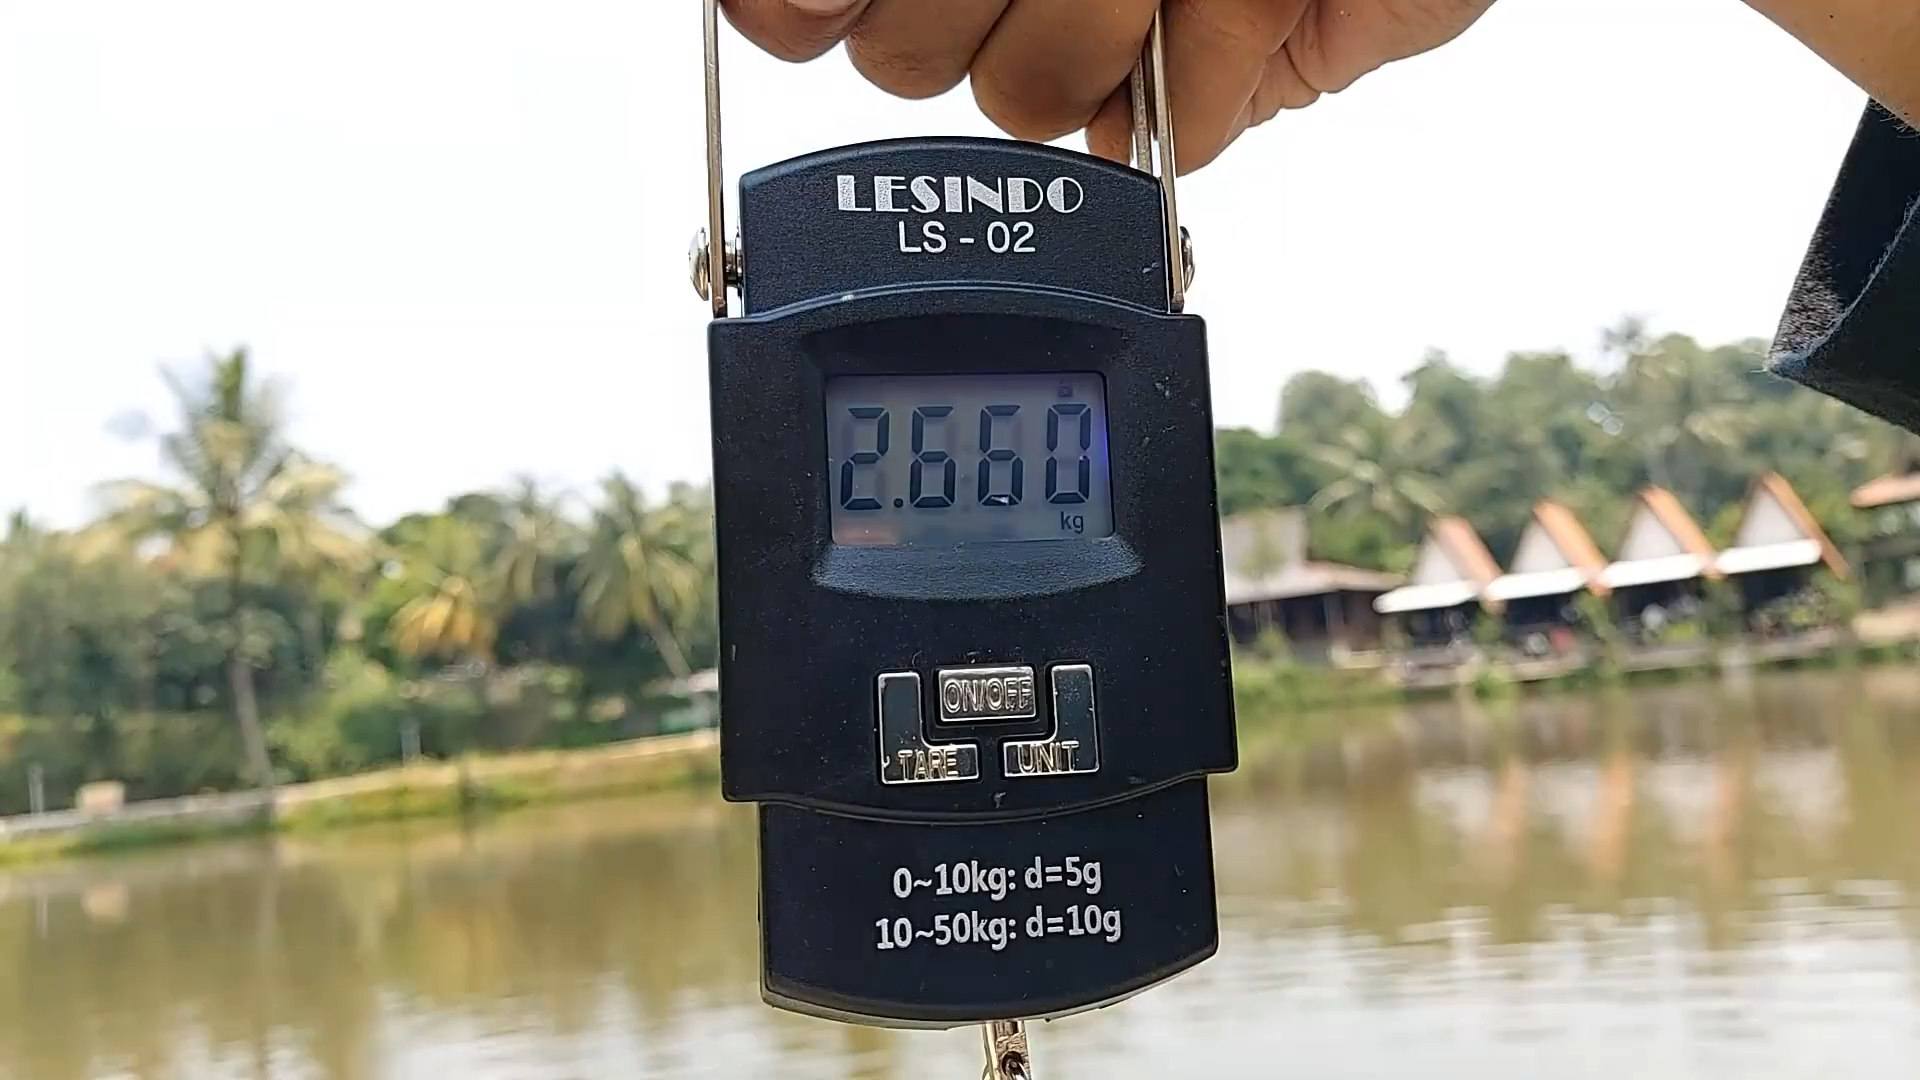 LESINDO
LS - 02
2.660
kg
ON/OFF
TARE UNIT
0~10kg: d=5g
10~50kg: d=10g